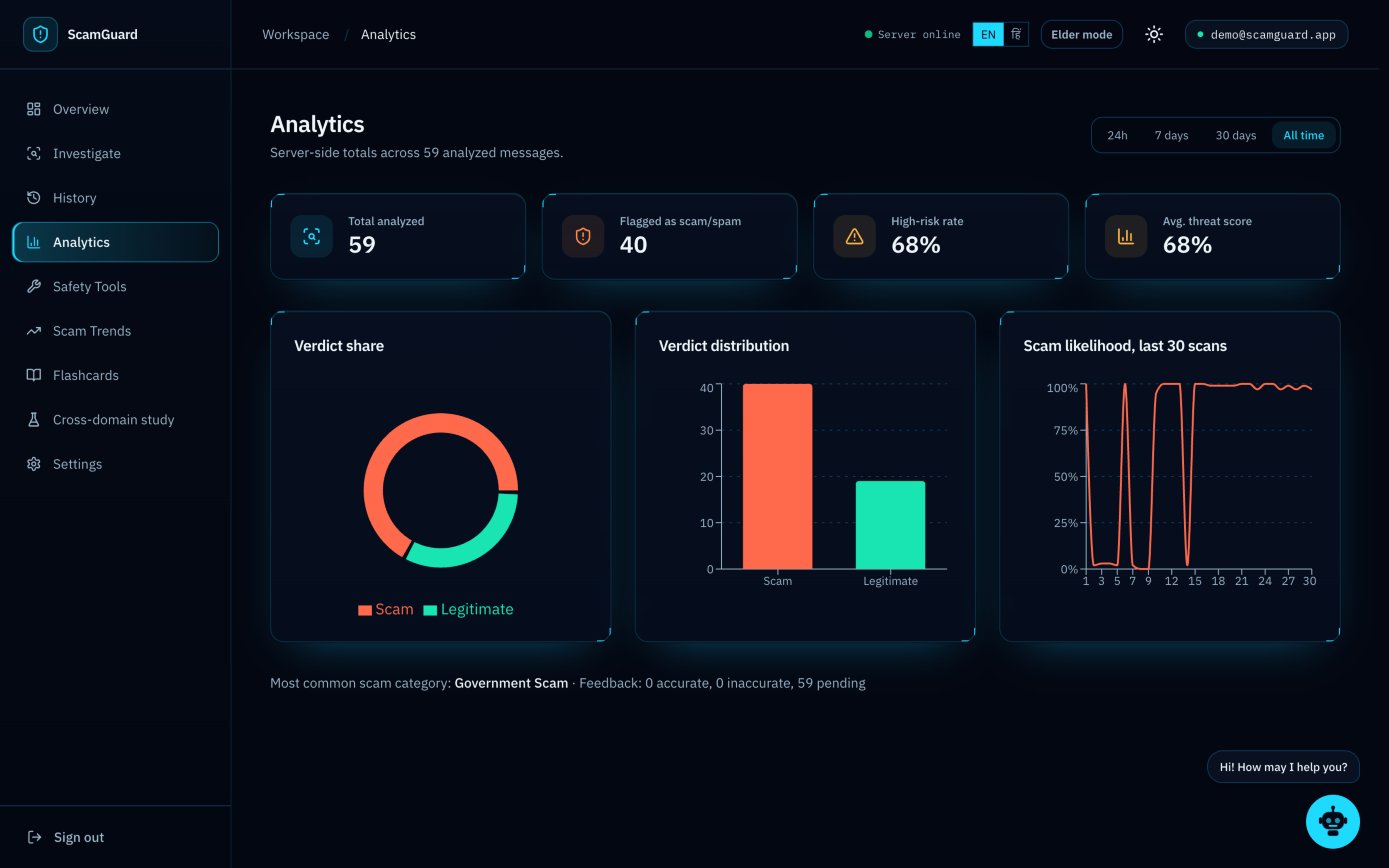 ScamGuard
Workspace / Analytics
Server online
EN
हिं
Elder mode
demo@scamguard.app
Overview
Investigate
History
Analytics
Safety Tools
Scam Trends
Flashcards
Cross-domain study
Settings
Sign out
Analytics
Server-side totals across 59 analyzed messages.
24h
7 days
30 days
All time
Total analyzed
59
Flagged as scam/spam
40
High-risk rate
68%
Avg. threat score
68%
Verdict share
Scam
Legitimate
Verdict distribution
40
30
20
10
0
Scam
Legitimate
Scam likelihood, last 30 scans
100%
75%
50%
25%
0%
1 3 5 7 9 12 15 18 21 24 27 30
Most common scam category: Government Scam · Feedback: 0 accurate, 0 inaccurate, 59 pending
Hi! How may I help you?